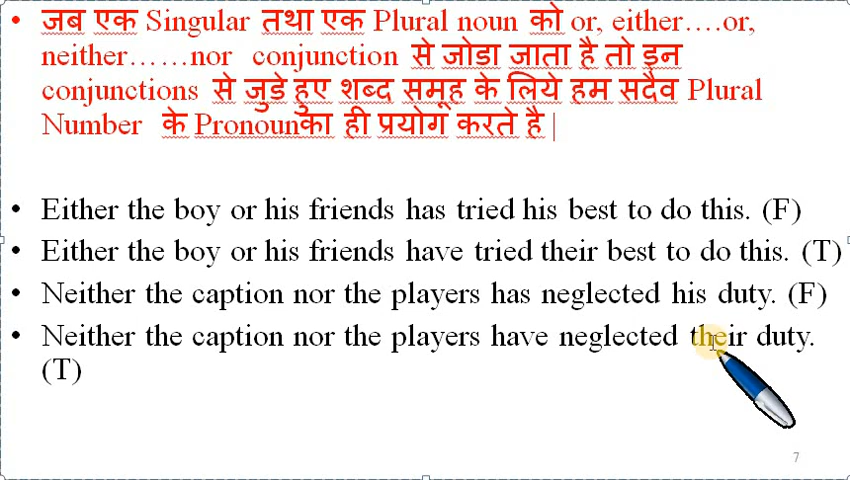 • जब एक Singular तथा एक Plural noun को or, either….or,
neither……nor conjunction से जोडा जाता है तो इन
conjunctions से जुडे हुए शब्द समूह के लिये हम सदैव Plural
Number के Pronounका ही प्रयोग करते है |
• Either the boy or his friends has tried his best to do this. (F)
• Either the boy or his friends have tried their best to do this. (T)
• Neither the caption nor the players has neglected his duty. (F)
• Neither the caption nor the players have neglected their duty.
(T)
7